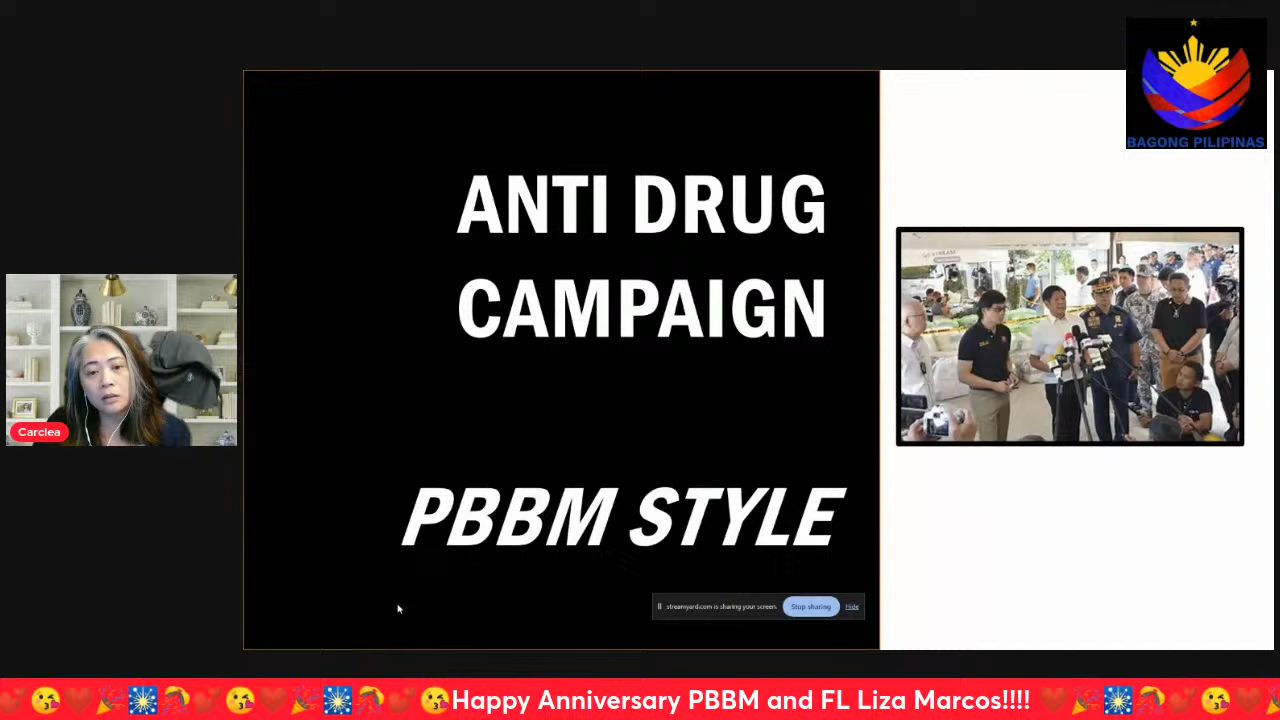 BAGONG PILIPINAS
ANTI DRUG
CAMPAIGN
PBBM STYLE
Carclea
streamyard.com is sharing your screen.
Stop sharing
Hide
Happy Anniversary PBBM and FL Liza Marcos!!!!